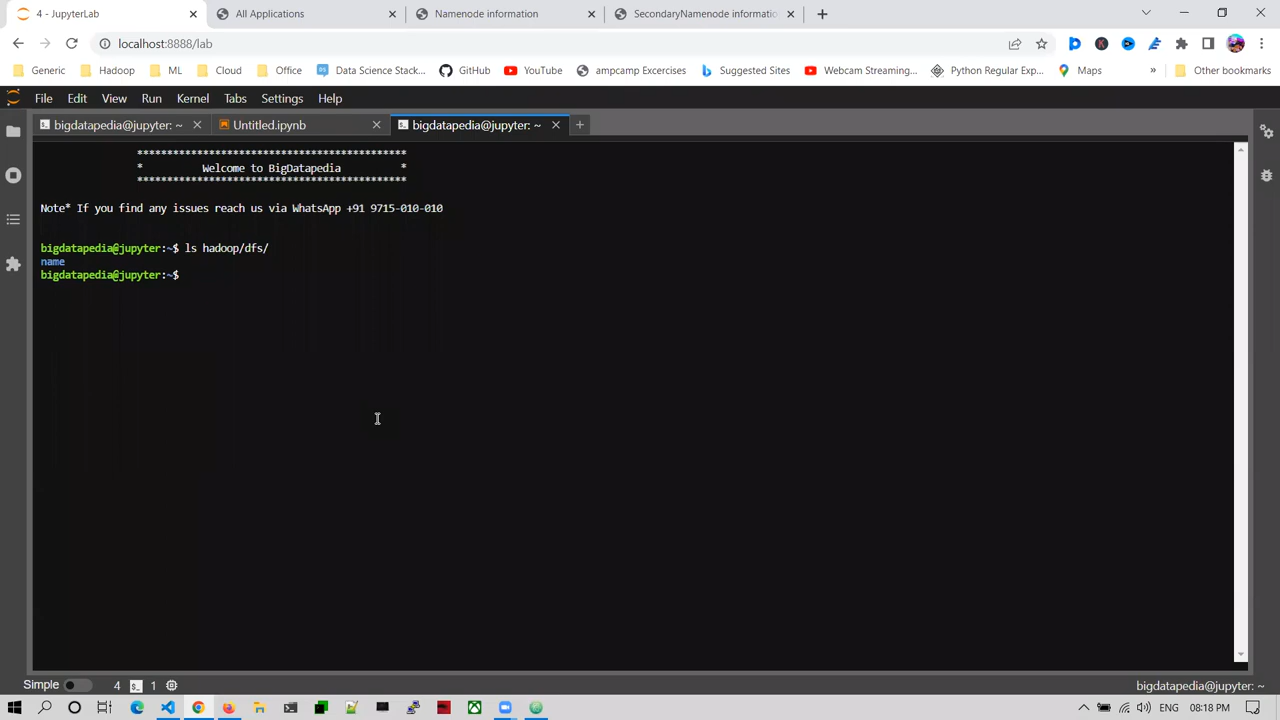 4 - JupyterLab
All Applications
Namenode information
SecondaryNamenode informatio
localhost:8888/lab
Generic
Hadoop
ML
Cloud
Office
DS
Data Science Stack...
GitHub
YouTube
ampcamp Excercises
Suggested Sites
Webcam Streaming...
Python Regular Exp...
Maps
»
Other bookmarks
File Edit View Run Kernel Tabs Settings Help
bigdatapedia@jupyter: ~
Untitled.ipynb
bigdatapedia@jupyter: ~
*********************************************
* Welcome to BigDatapedia *
*********************************************
Note* If you find any issues reach us via WhatsApp +91 9715-010-010
bigdatapedia@jupyter:~$ ls hadoop/dfs/
name
bigdatapedia@jupyter:~$
Simple 4 1
bigdatapedia@jupyter: ~
ENG 08:18 PM